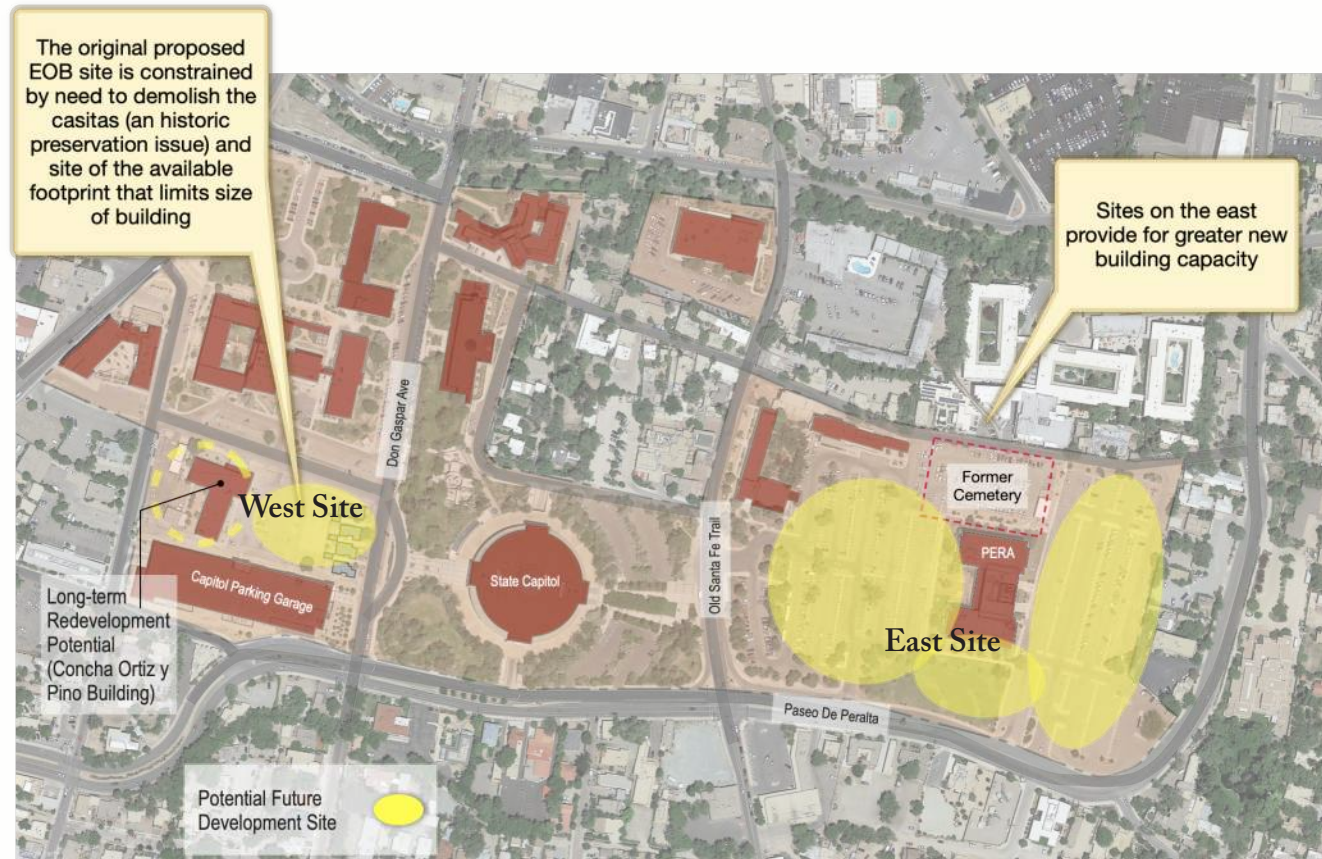 The original proposed
EOB site is constrained
by need to demolish the
casitas (an historic
preservation issue) and
site of the available
footprint that limits size
of building
Sites on the east
provide for greater new
building capacity
Don Gaspar Ave
Old Santa Fe Trail
Former
Cemetery
West Site
PERA
State Capitol
Capitol Parking Garage
East Site
Long-term
Redevelopment
Potential
(Concha Ortiz y
Pino Building)
Paseo De Peralta
Potential Future
Development Site